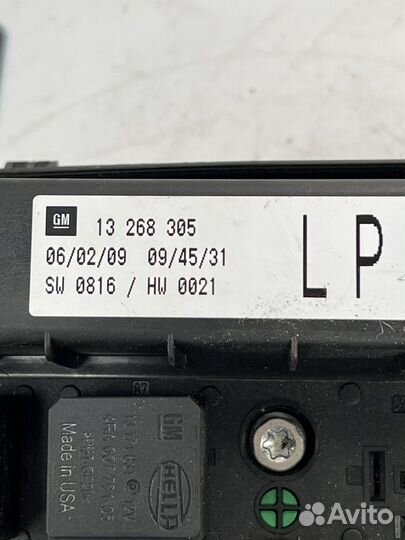 GM 13 268 305
06/02/09 09/45/31
SW 0816 / HW 0021
LP
87
GM
HELLA
Made in
USA
Avito